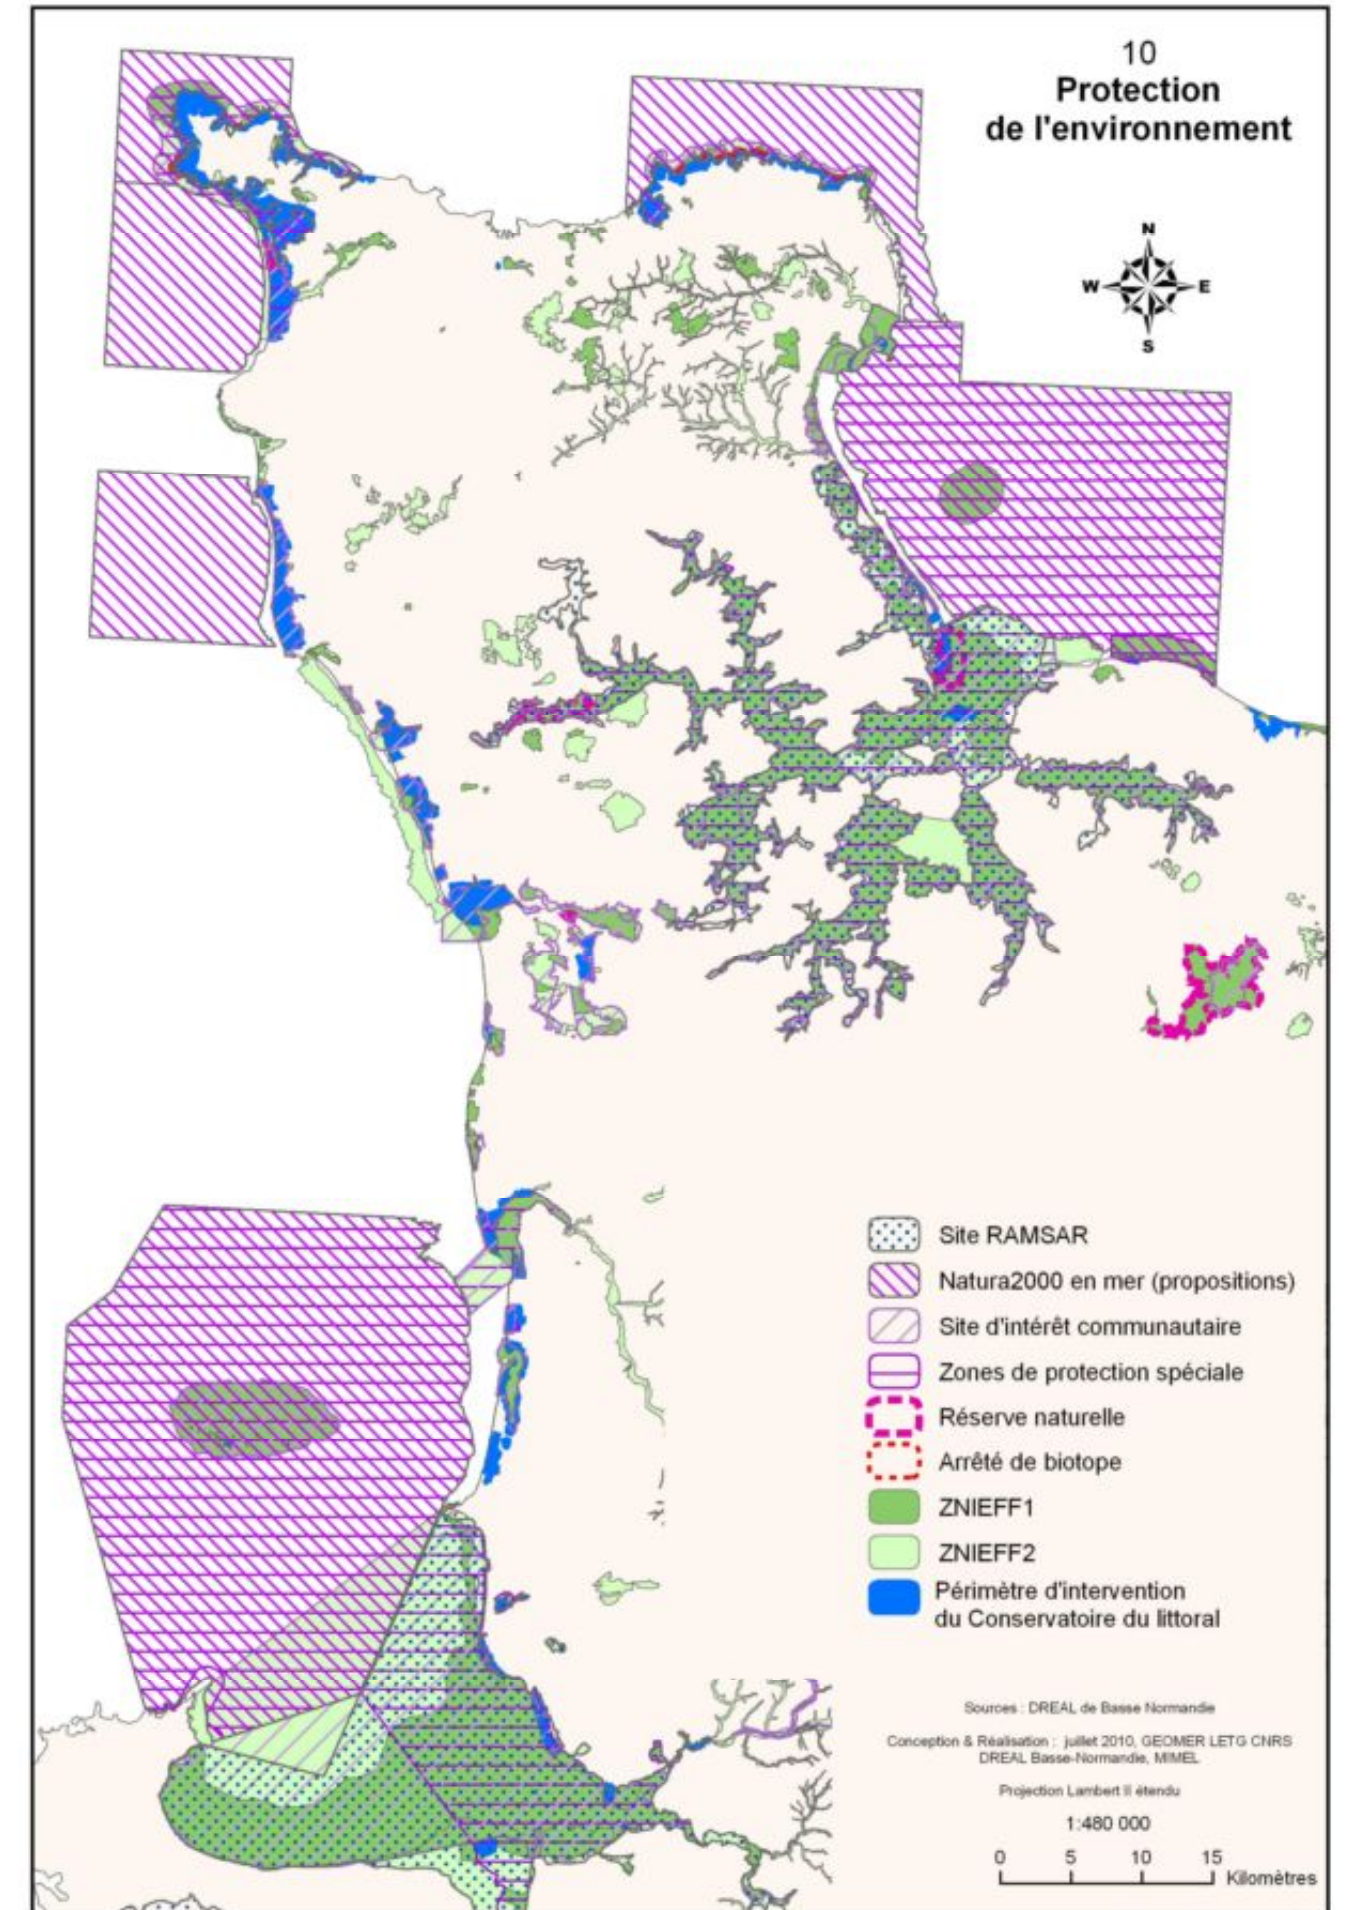 10
Protection
de l'environnement
N
W E
S
Site RAMSAR
Natura2000 en mer (propositions)
Site d'intérêt communautaire
Zones de protection spéciale
Réserve naturelle
Arrêté de biotope
ZNIEFF1
ZNIEFF2
Périmètre d'intervention
du Conservatoire du littoral
Sources : DREAL de Basse Normandie
Conception & Réalisation : juillet 2010, GEOMER LETG CNRS
DREAL Basse-Normandie, MIMEL
Projection Lambert II étendu
1:480 000
0 5 10 15
Kilomètres